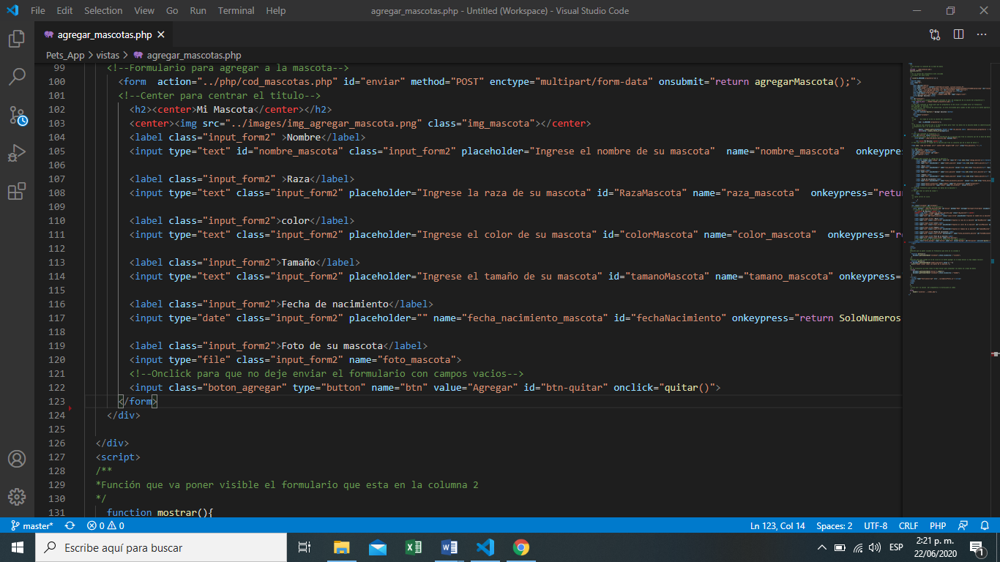 File Edit Selection View Go Run Terminal Help
agregar_mascotas.php - Untitled (Workspace) - Visual Studio Code
agregar_mascotas.php
Pets_App > vistas > agregar_mascotas.php
99 <!--Formulario para agregar a la mascota-->
100 <form  action="../php/cod_mascotas.php" id="enviar" method="POST" enctype="multipart/form-data" onsubmit="return agregarMascota();">
101 <!--Center para centrar el titulo-->
102 <h2><center>Mi Mascota</center></h2>
103 <center><img src="../images/img_agregar_mascota.png" class="img_mascota"></center>
104 <label class="input_form2" >Nombre</label>
105 <input type="text" id="nombre_mascota" class="input_form2" placeholder="Ingrese el nombre de su mascota"  name="nombre_mascota"  onkeypress=
106
107 <label class="input_form2" >Raza</label>
108 <input type="text" class="input_form2" placeholder="Ingrese la raza de su mascota" id="RazaMascota" name="raza_mascota"  onkeypress="return
109
110 <label class="input_form2">color</label>
111 <input type="text" class="input_form2" placeholder="Ingrese el color de su mascota" id="colorMascota" name="color_mascota"  onkeypress="re
112
113 <label class="input_form2">Tamaño</label>
114 <input type="text" class="input_form2" placeholder="Ingrese el tamaño de su mascota" id="tamanoMascota" name="tamano_mascota" onkeypress=
115
116 <label class="input_form2">Fecha de nacimiento</label>
117 <input type="date" class="input_form2" placeholder="" name="fecha_nacimiento_mascota" id="fechaNacimiento" onkeypress="return SoloNumeros
118
119 <label class="input_form2">Foto de su mascota</label>
120 <input type="file" class="input_form2" name="foto_mascota">
121 <!--Onclick para que no deje enviar el formulario con campos vacios-->
122 <input class="boton_agregar" type="button" name="btn" value="Agregar" id="btn-quitar" onclick="quitar()">
123 </form>
124 </div>
125
126 </div>
127 <script>
128 /**
129 *Función que va poner visible el formulario que esta en la columna 2
130 */
131 function mostrar(){
master* 0 0 Ln 123, Col 14 Spaces: 2 UTF-8 CRLF PHP
Escribe aquí para buscar
ESP
2:21 p. m.
22/06/2020
1